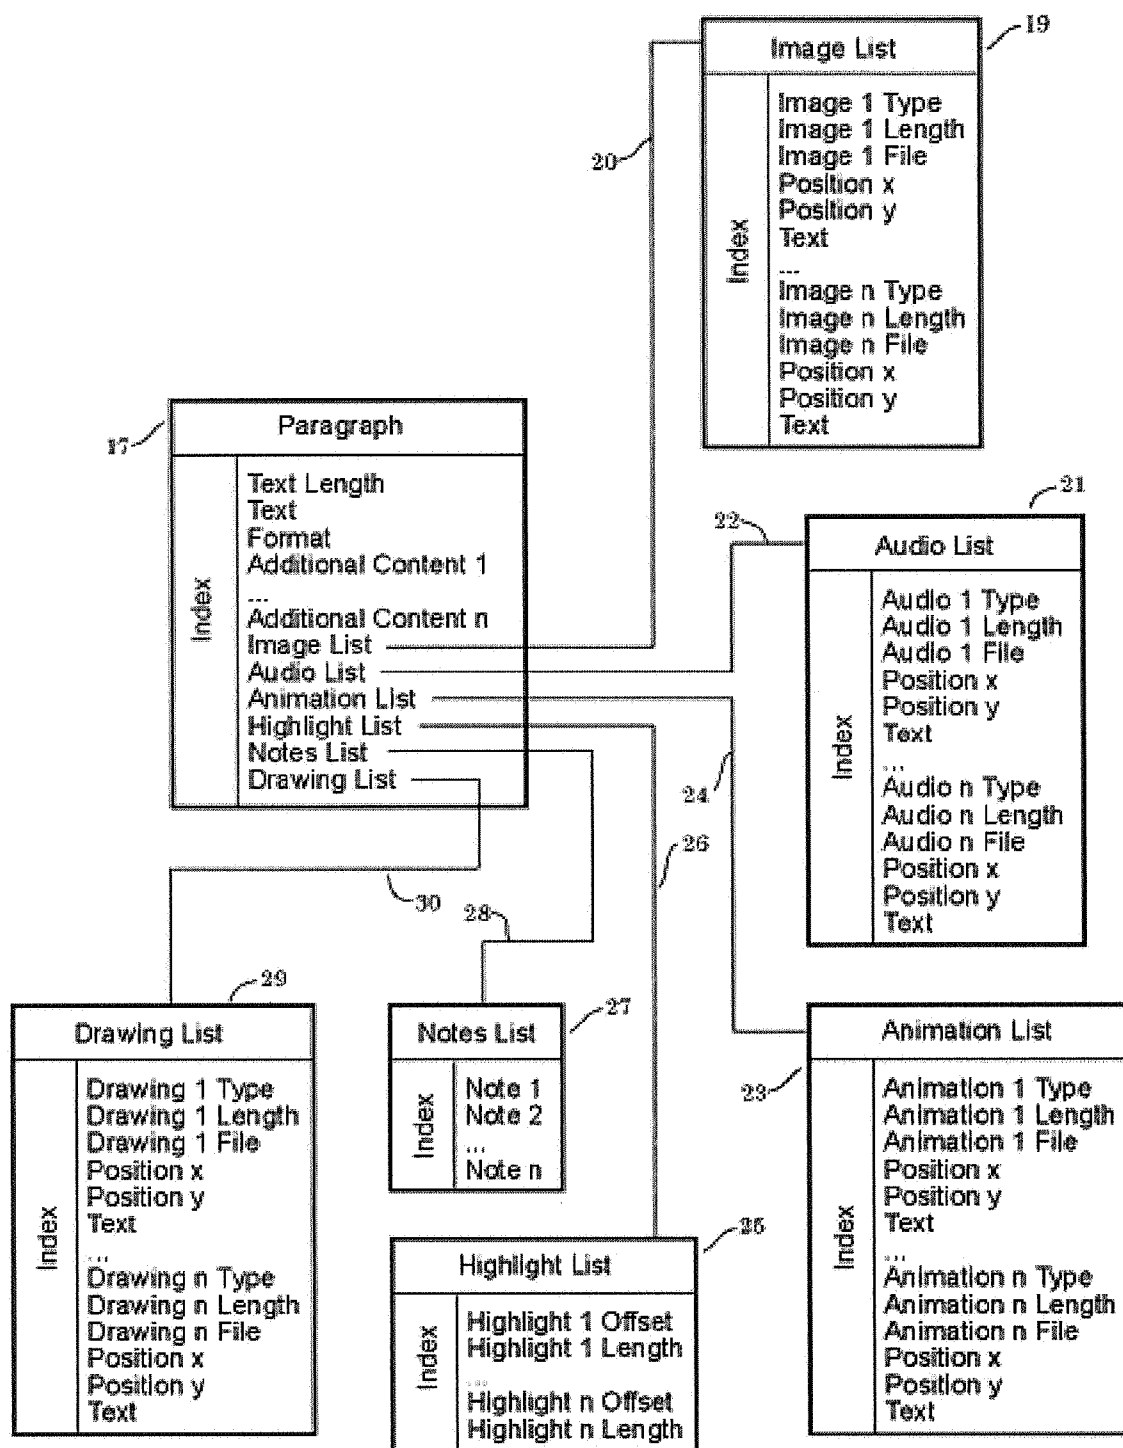 19
Image List
Index
Image 1 Type
Image 1 Length
Image 1 File
Position x
Position y
Text
...
Image n Type
Image n Length
Image n File
Position x
Position y
Text
20
17
Paragraph
Index
Text Length
Text
Format
Additional Content 1
...
Additional Content n
Image List
Audio List
Animation List
Highlight List
Notes List
Drawing List
21
22
Audio List
Index
Audio 1 Type
Audio 1 Length
Audio 1 File
Position x
Position y
Text
...
Audio n Type
Audio n Length
Audio n File
Position x
Position y
Text
24
26
30
28
29
Drawing List
Index
Drawing 1 Type
Drawing 1 Length
Drawing 1 File
Position x
Position y
Text
...
Drawing n Type
Drawing n Length
Drawing n File
Position x
Position y
Text
27
Notes List
Index
Note 1
Note 2
...
Note n
23
Animation List
Index
Animation 1 Type
Animation 1 Length
Animation 1 File
Position x
Position y
Text
...
Animation n Type
Animation n Length
Animation n File
Position x
Position y
Text
25
Highlight List
Index
Highlight 1 Offset
Highlight 1 Length
...
Highlight n Offset
Highlight n Length